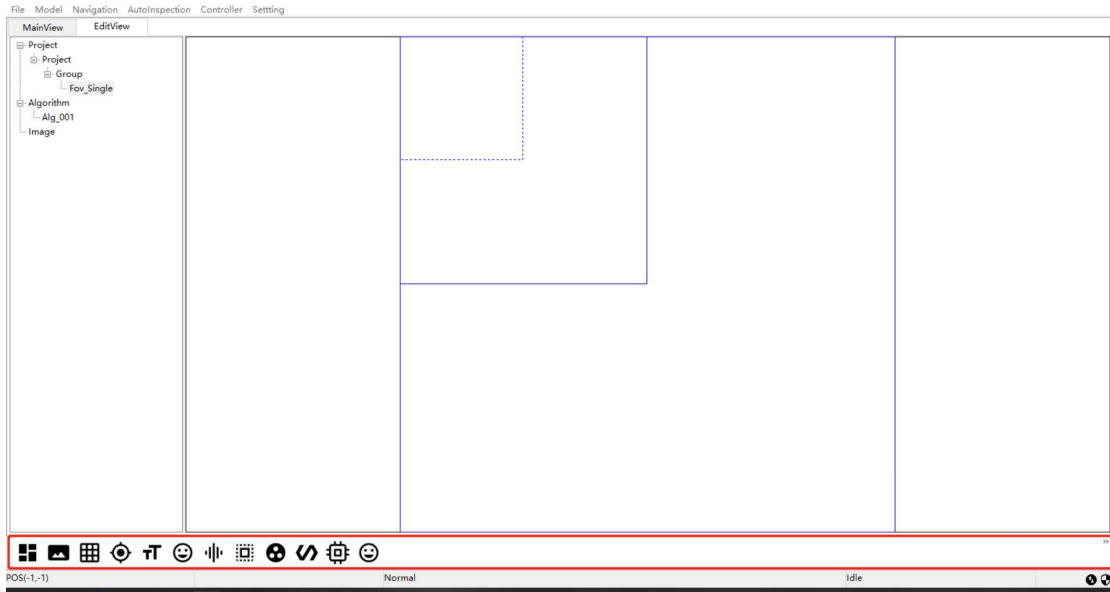 File Model Navigation AutoInspection Controller Settting
MainView EditView
Project
Project
Group
Fov_Single
Algorithm
Alg_001
Image
POS(-1,-1) Normal Idle